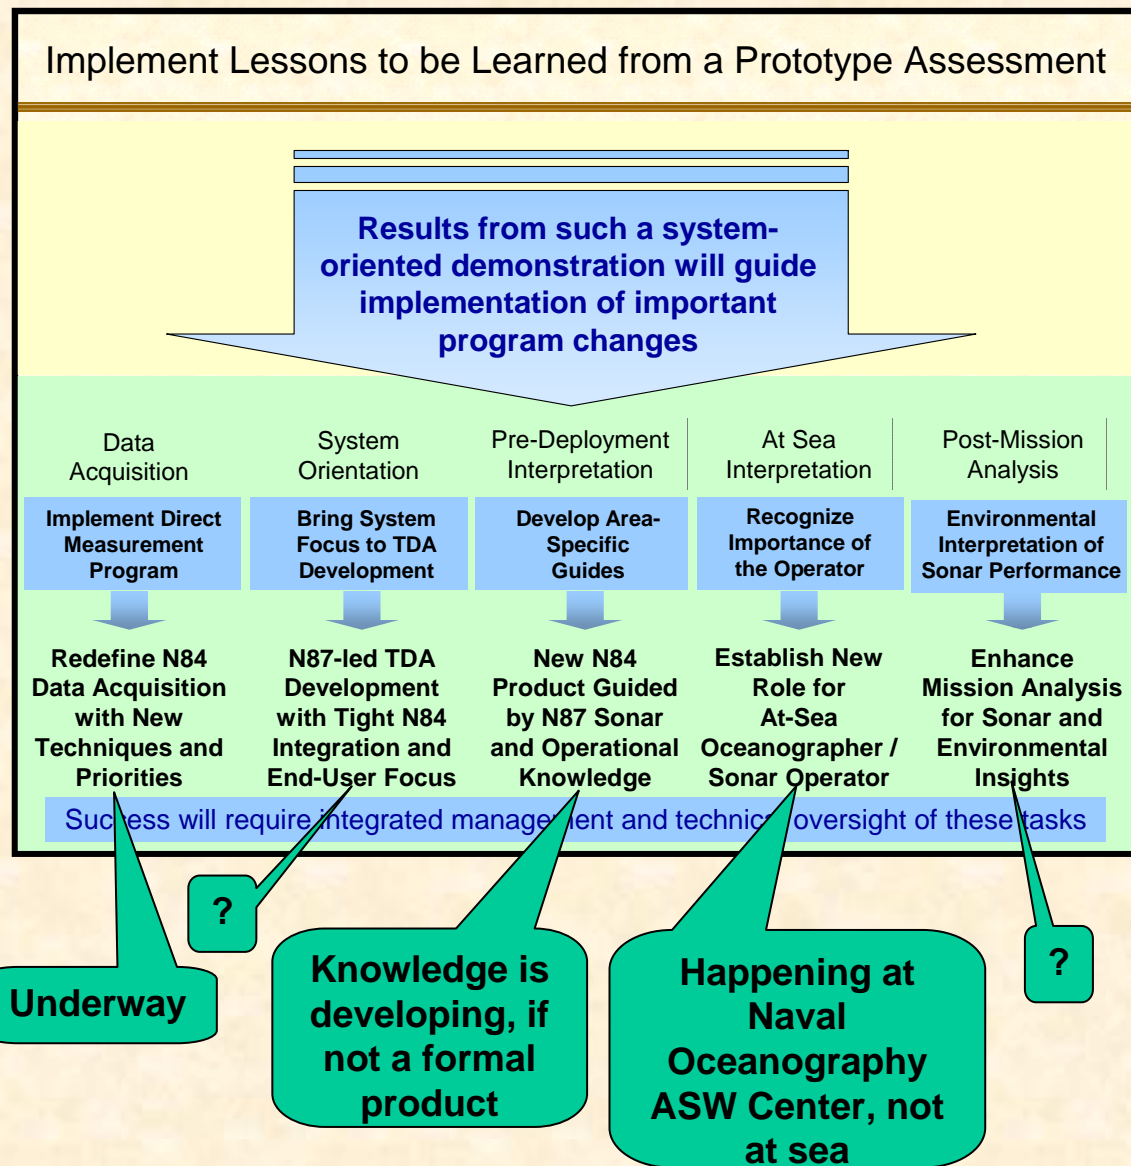 Implement Lessons to be Learned from a Prototype Assessment
Results from such a system-
oriented demonstration will guide
implementation of important
program changes
Data
Acquisition
System
Orientation
Pre-Deployment
Interpretation
At Sea
Interpretation
Post-Mission
Analysis
Implement Direct
Measurement
Program
Bring System
Focus to TDA
Development
Develop Area-
Specific
Guides
Recognize
Importance of
the Operator
Environmental
Interpretation of
Sonar Performance
Redefine N84
Data Acquisition
with New
Techniques and
Priorities
N87-led TDA
Development
with Tight N84
Integration and
End-User Focus
New N84
Product Guided
by N87 Sonar
and Operational
Knowledge
Establish New
Role for
At-Sea
Oceanographer /
Sonar Operator
Enhance
Mission Analysis
for Sonar and
Environmental
Insights
Success will require integrated management and technical oversight of these tasks
Underway
?
Knowledge is
developing, if
not a formal
product
Happening at
Naval
Oceanography
ASW Center, not
at sea
?